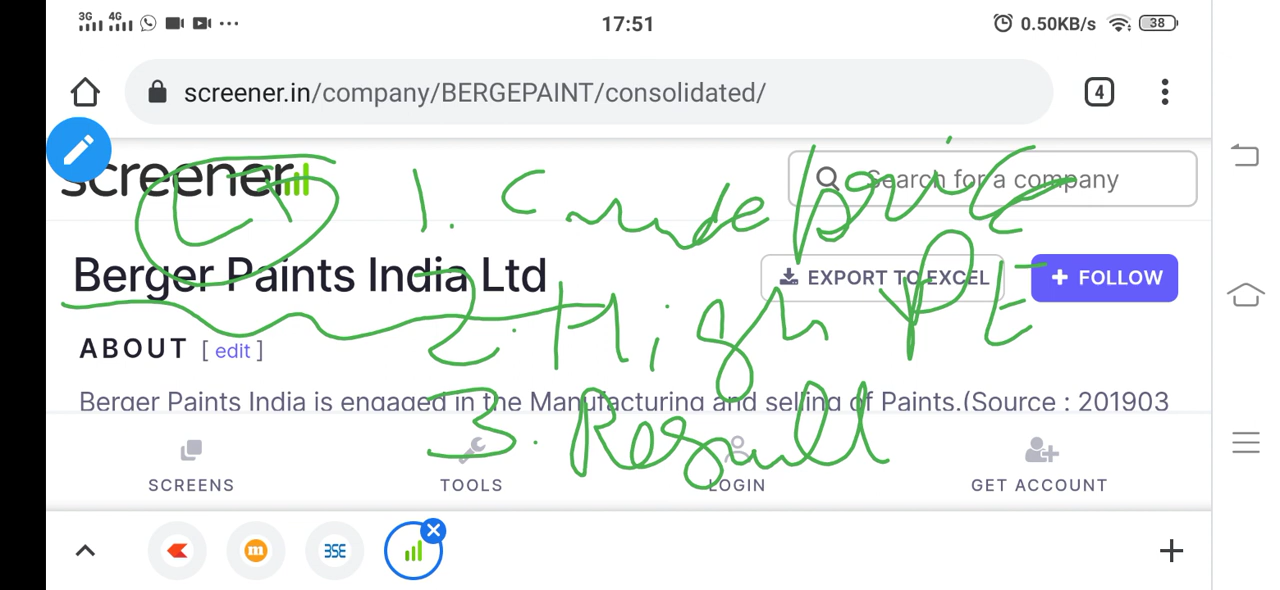 3G 4G 17:51 0.50KB/s 38
screener.in/company/BERGEPAINT/consolidated/ 4
screener Search for a company
1. Crude price
Berger Paints India Ltd EXPORT TO EXCEL + FOLLOW
2. High PE
ABOUT [ edit ]
Berger Paints India is engaged in the Manufacturing and selling of Paints.(Source : 201903
3. Result
SCREENS TOOLS LOGIN GET ACCOUNT
m BSE